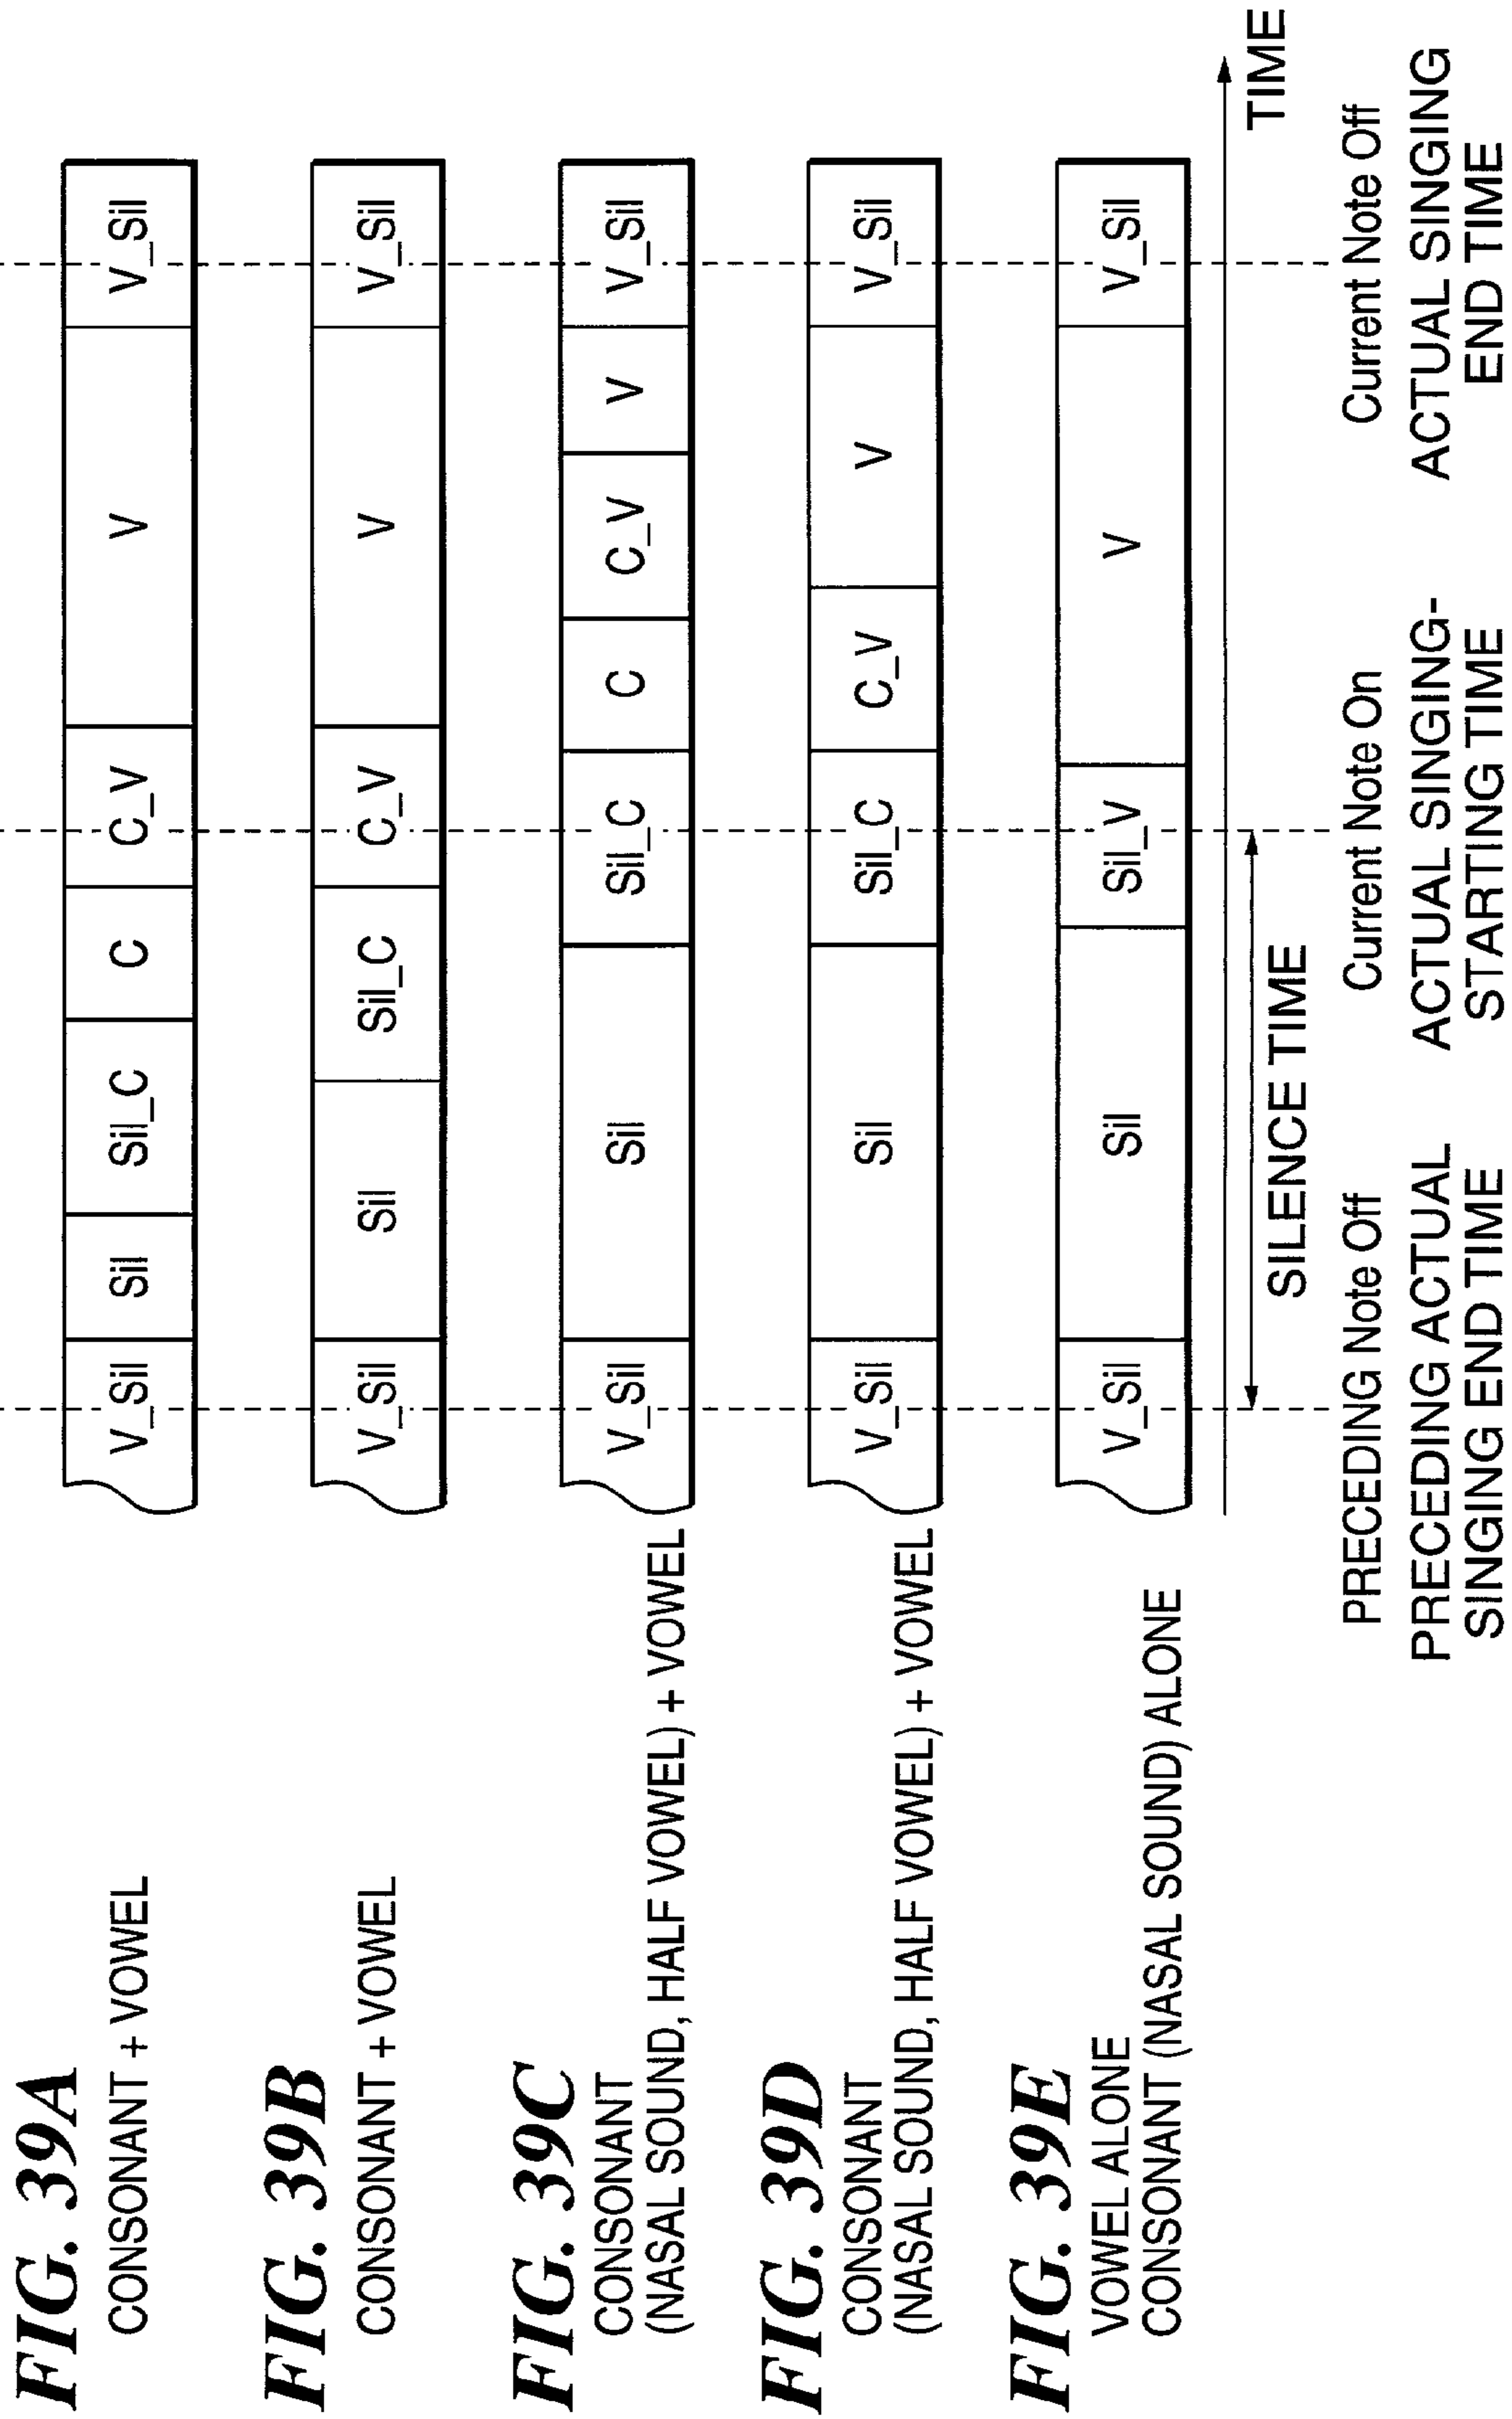 FIG. 39A
CONSONANT + VOWEL
V_Sil Sil Sil_C C C_V V V_Sil
FIG. 39B
CONSONANT + VOWEL
V_Sil Sil Sil_C C_V V V_Sil
FIG. 39C
CONSONANT
(NASAL SOUND, HALF VOWEL) + VOWEL
V_Sil Sil Sil_C C C_V V V_Sil
FIG. 39D
CONSONANT
(NASAL SOUND, HALF VOWEL) + VOWEL
V_Sil Sil Sil_C C_V V V_Sil
FIG. 39E
VOWEL ALONE
CONSONANT (NASAL SOUND) ALONE
V_Sil Sil Sil_V V V_Sil
TIME
SILENCE TIME
PRECEDING Note Off
PRECEDING ACTUAL
SINGING END TIME
Current Note On
ACTUAL SINGING-
STARTING TIME
Current Note Off
ACTUAL SINGING
END TIME